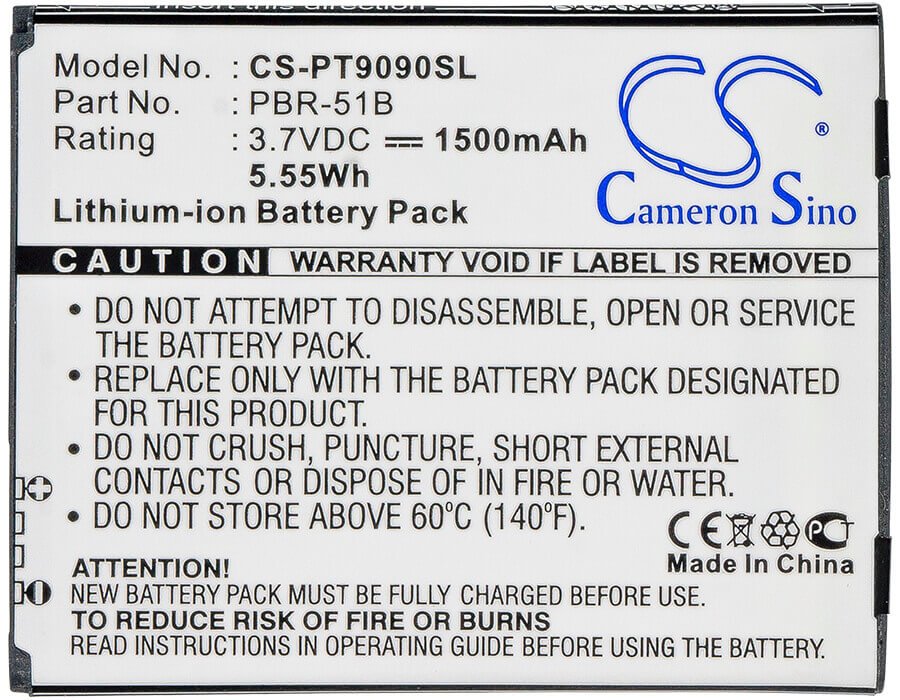 Model No. : CS-PT9090SL
Part No. : PBR-51B
Rating : 3.7VDC ⎓ 1500mAh
5.55Wh
Lithium-ion Battery Pack
CS ®
Cameron Sino
CAUTION WARRANTY VOID IF LABEL IS REMOVED
• DO NOT ATTEMPT TO DISASSEMBLE, OPEN OR SERVICE
THE BATTERY PACK.
• REPLACE ONLY WITH THE BATTERY PACK DESIGNATED
FOR THIS PRODUCT.
• DO NOT CRUSH, PUNCTURE, SHORT EXTERNAL
CONTACTS OR DISPOSE OF IN FIRE OR WATER.
• DO NOT STORE ABOVE 60°C (140°F).
CE PCT
Made In China
ATTENTION!
NEW BATTERY PACK MUST BE FULLY CHARGED BEFORE USE
TO REDUCE RISK OF FIRE OR BURNS
READ INSTRUCTIONS IN OPERATING GUIDE BEFORE USING THE BATTERY.